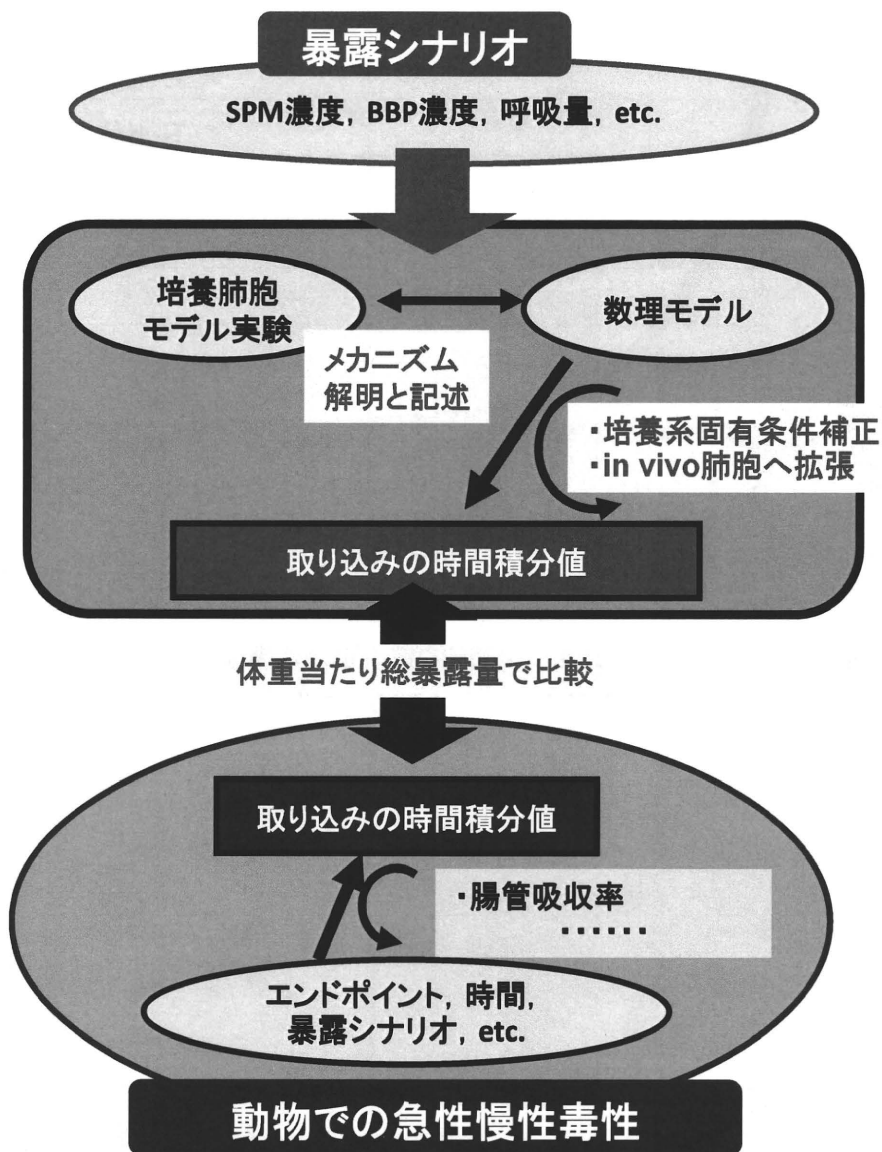 暴露シナリオ
SPM濃度, BBP濃度, 呼吸量, etc.
培養肺胞
モデル実験
数理モデル
メカニズム
解明と記述
・培養系固有条件補正
・in vivo肺胞へ拡張
取り込みの時間積分値
体重当たり総暴露量で比較
取り込みの時間積分値
・腸管吸収率
・・・・・・
エンドポイント, 時間,
暴露シナリオ, etc.
動物での急性慢性毒性